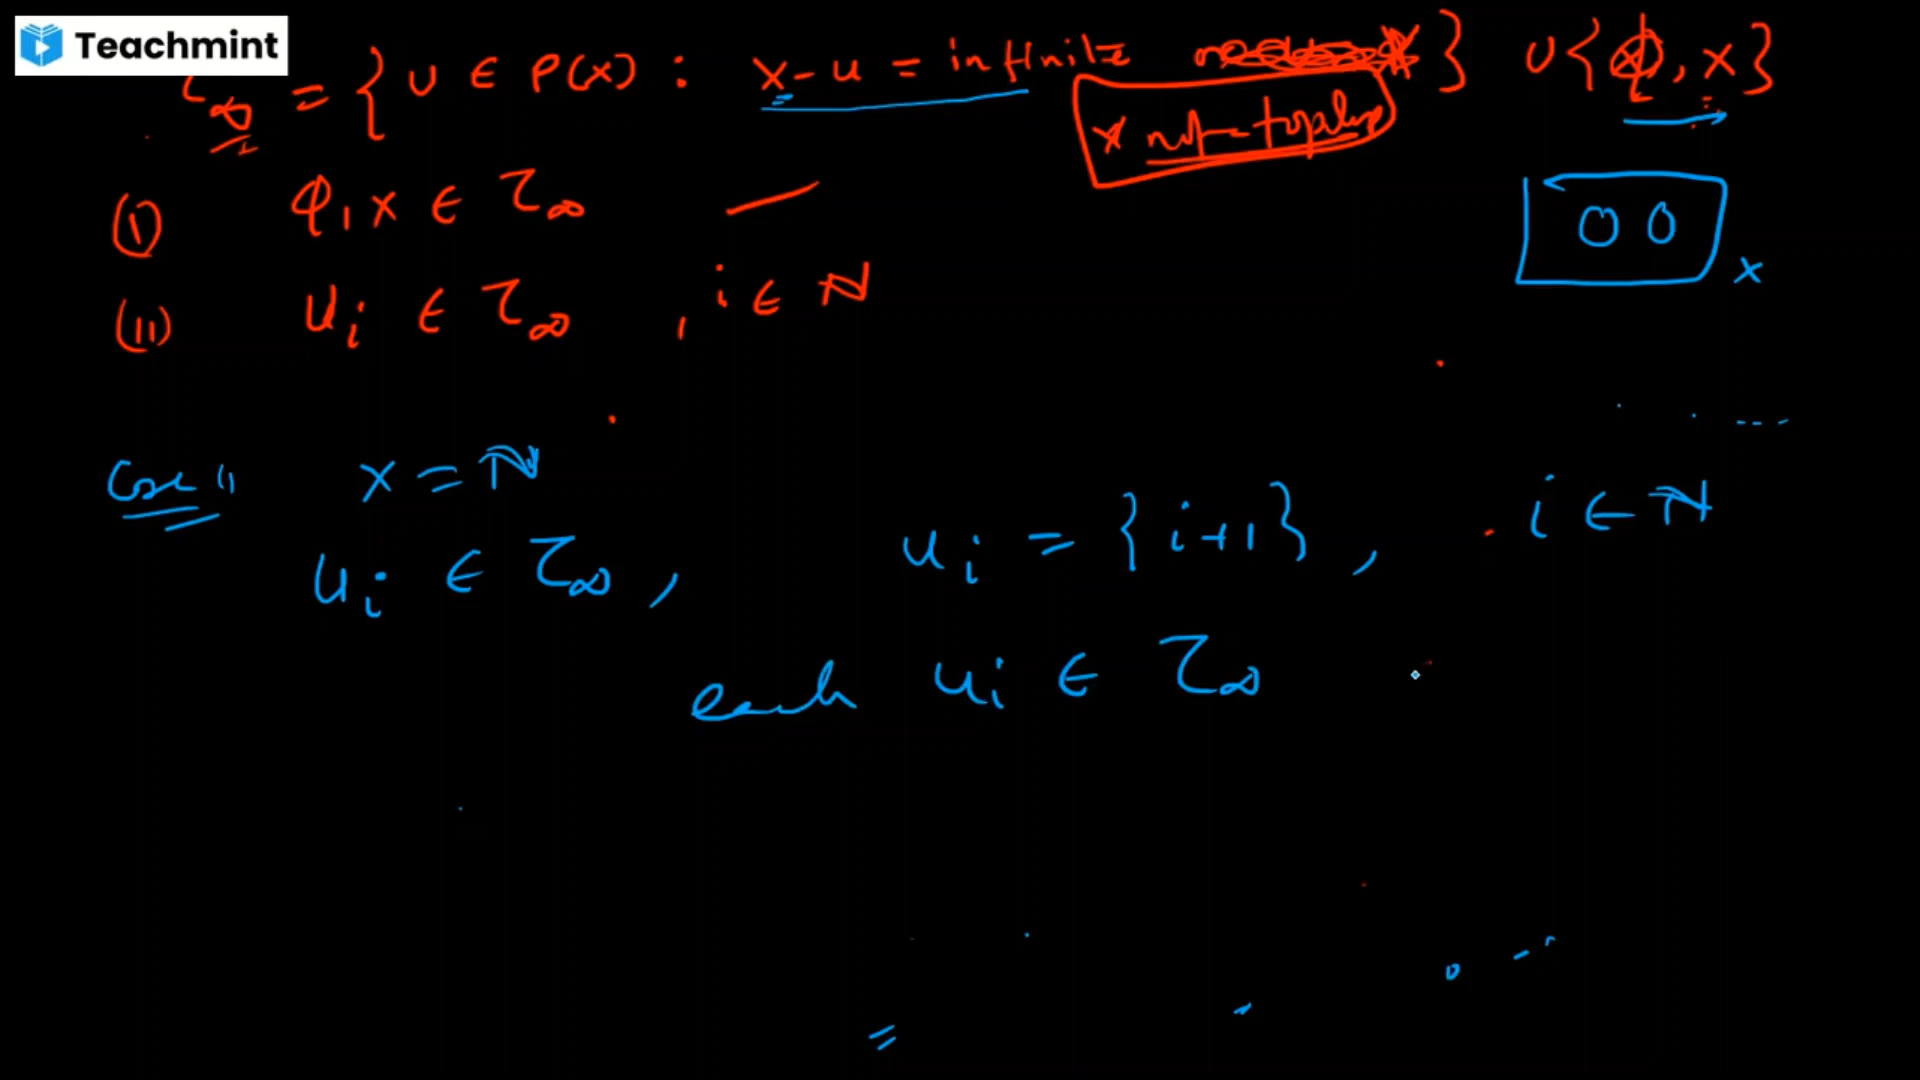 Teachmint
τ∞ = { U ∈ P(X) : X - U = infinite } ∪ {φ, X}
* not topology
(I) φ, X ∈ τ∞
X
(II) Ui ∈ τ∞ , i ∈ ℕ
Case 1) X = ℕ
Ui ∈ τ∞ , Ui = {i+1} , i ∈ ℕ
each Ui ∈ τ∞
=